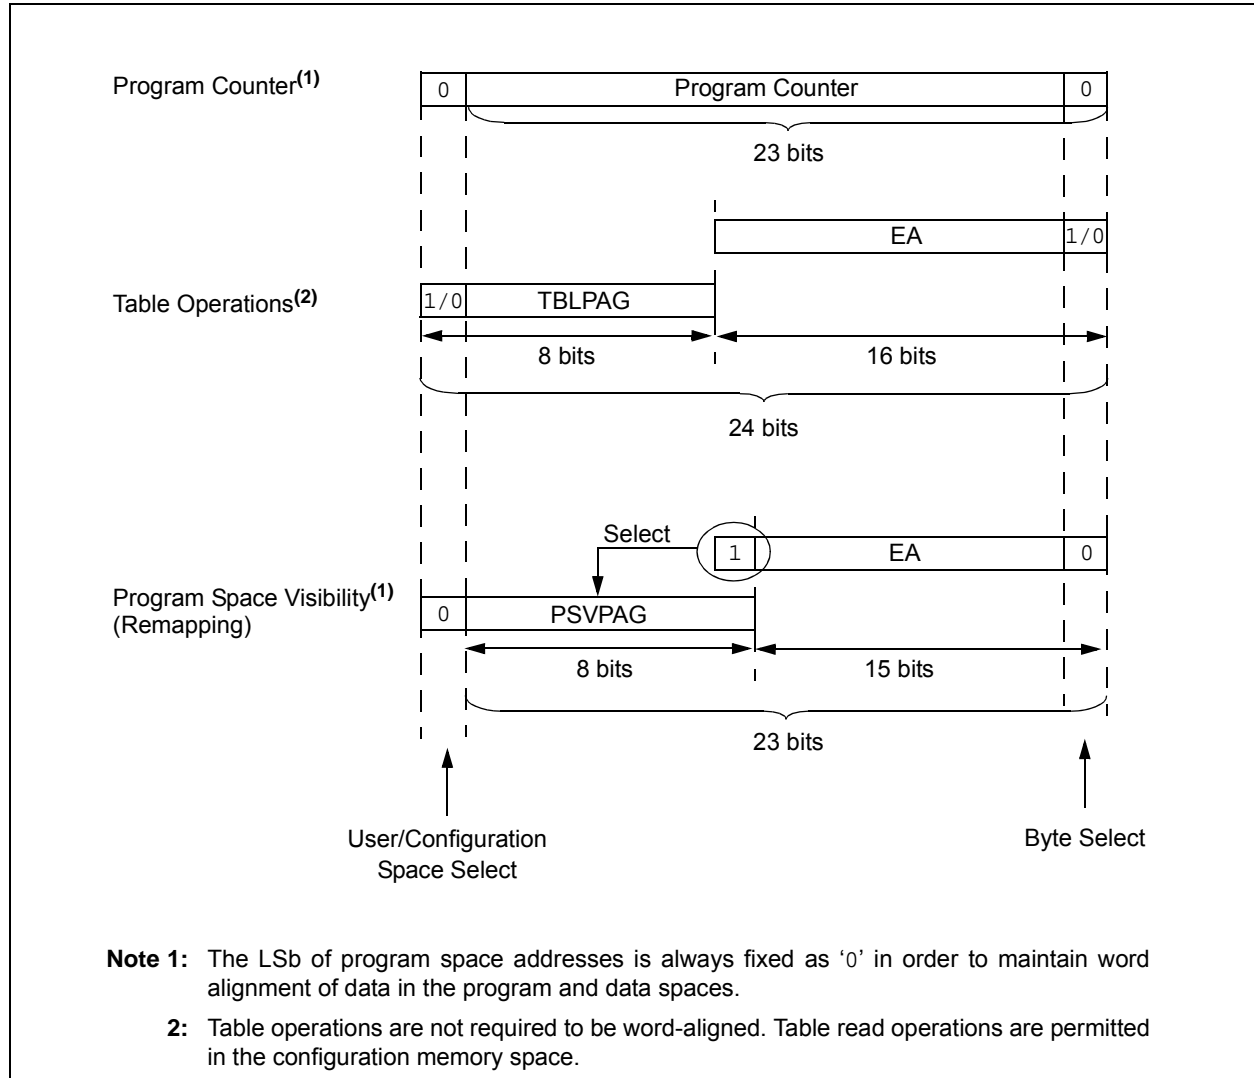 Program Counter(1)
0 Program Counter 0
23 bits
EA 1/0
Table Operations(2)
1/0 TBLPAG
8 bits 16 bits
24 bits
Select
1 EA 0
Program Space Visibility(1)
(Remapping)
0 PSVPAG
8 bits 15 bits
23 bits
User/Configuration
Space Select
Byte Select
Note 1: The LSb of program space addresses is always fixed as ‘0’ in order to maintain word
alignment of data in the program and data spaces.
2: Table operations are not required to be word-aligned. Table read operations are permitted
in the configuration memory space.